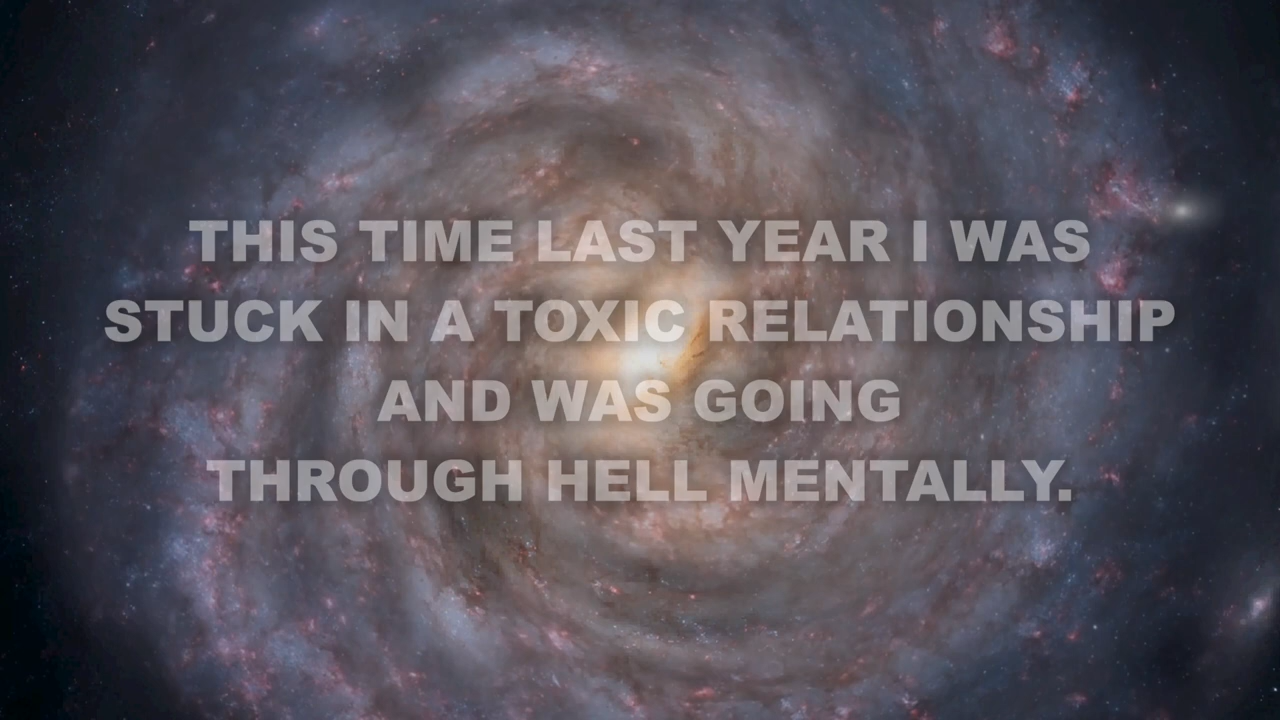 THIS TIME LAST YEAR I WAS
STUCK IN A TOXIC RELATIONSHIP
AND WAS GOING
THROUGH HELL MENTALLY.